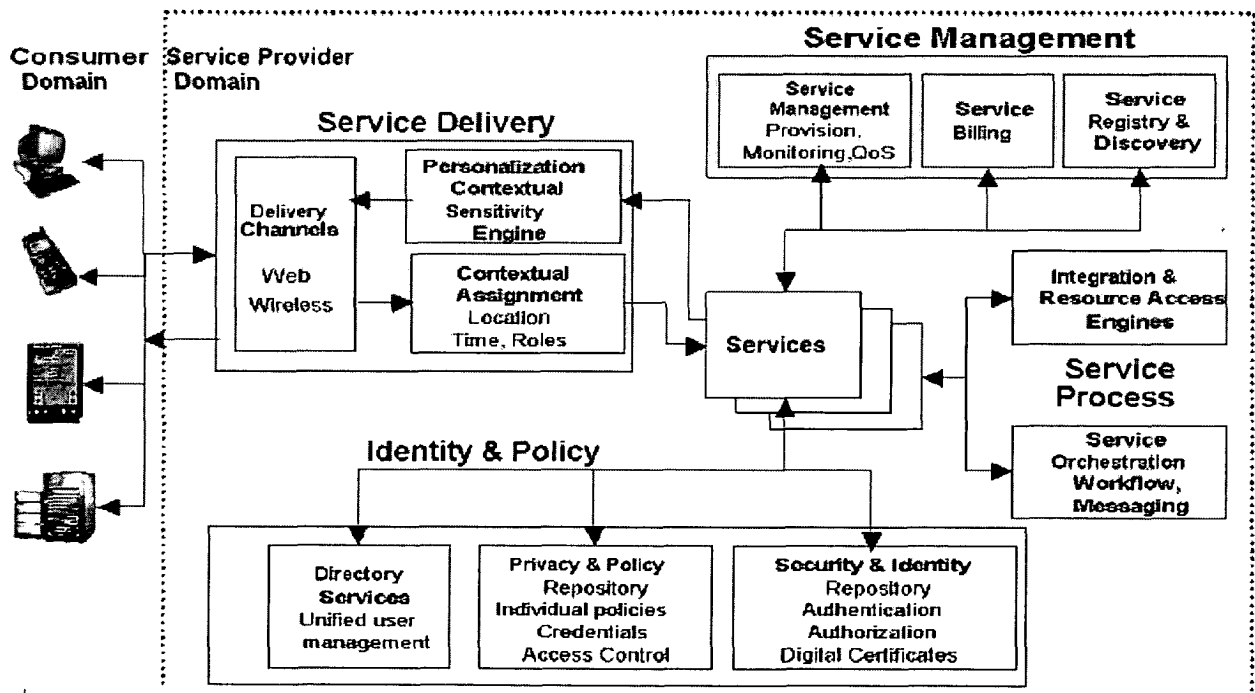 Consumer
Domain
Service Provider
Domain
Service Management
Service
Management
Provision,
Monitoring,QoS
Service
Billing
Service
Registry &
Discovery
Service Delivery
Delivery
Channels
Web
Wireless
Personalization
Contextual
Sensitivity
Engine
Contextual
Assignment
Location
Time, Roles
Services
Integration &
Resource Access
Engines
Service
Process
Service
Orchestration
Workflow,
Messaging
Identity & Policy
Directory
Services
Unified user
management
Privacy & Policy
Repository
Individual policies
Credentials
Access Control
Security & Identity
Repository
Authentication
Authorization
Digital Certificates